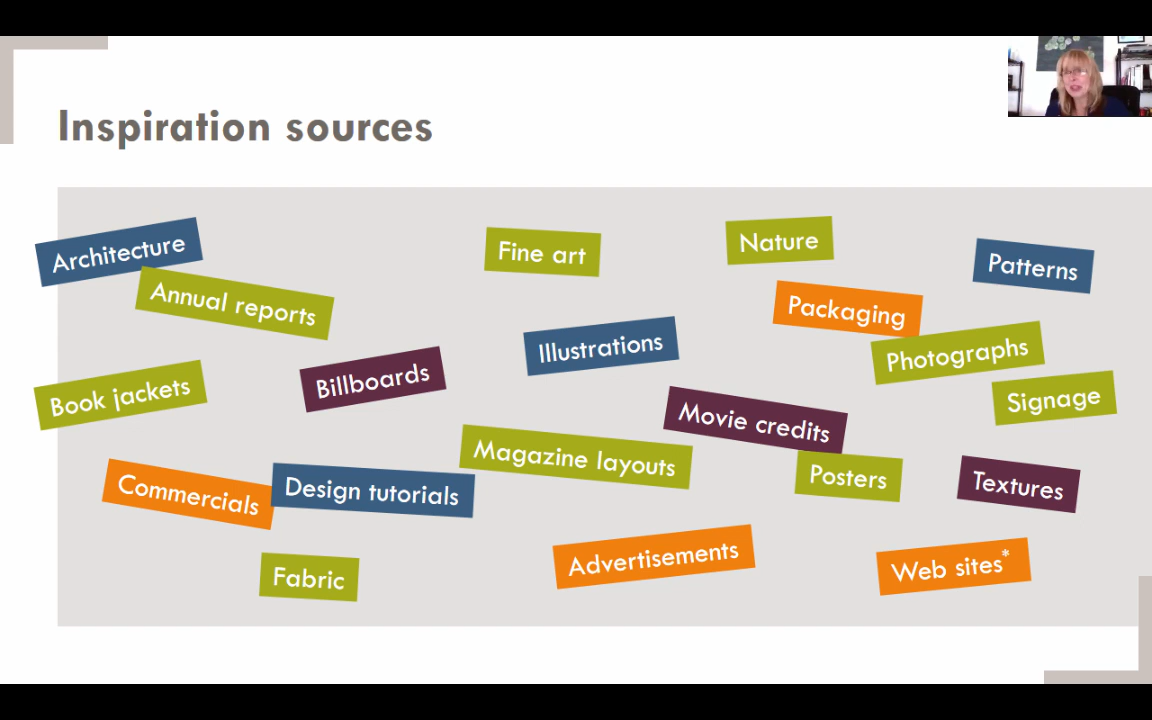 Inspiration sources
Architecture
Fine art
Nature
Patterns
Annual reports
Packaging
Illustrations
Photographs
Book jackets
Billboards
Signage
Movie credits
Magazine layouts
Posters
Textures
Commercials
Design tutorials
Fabric
Advertisements
Web sites*